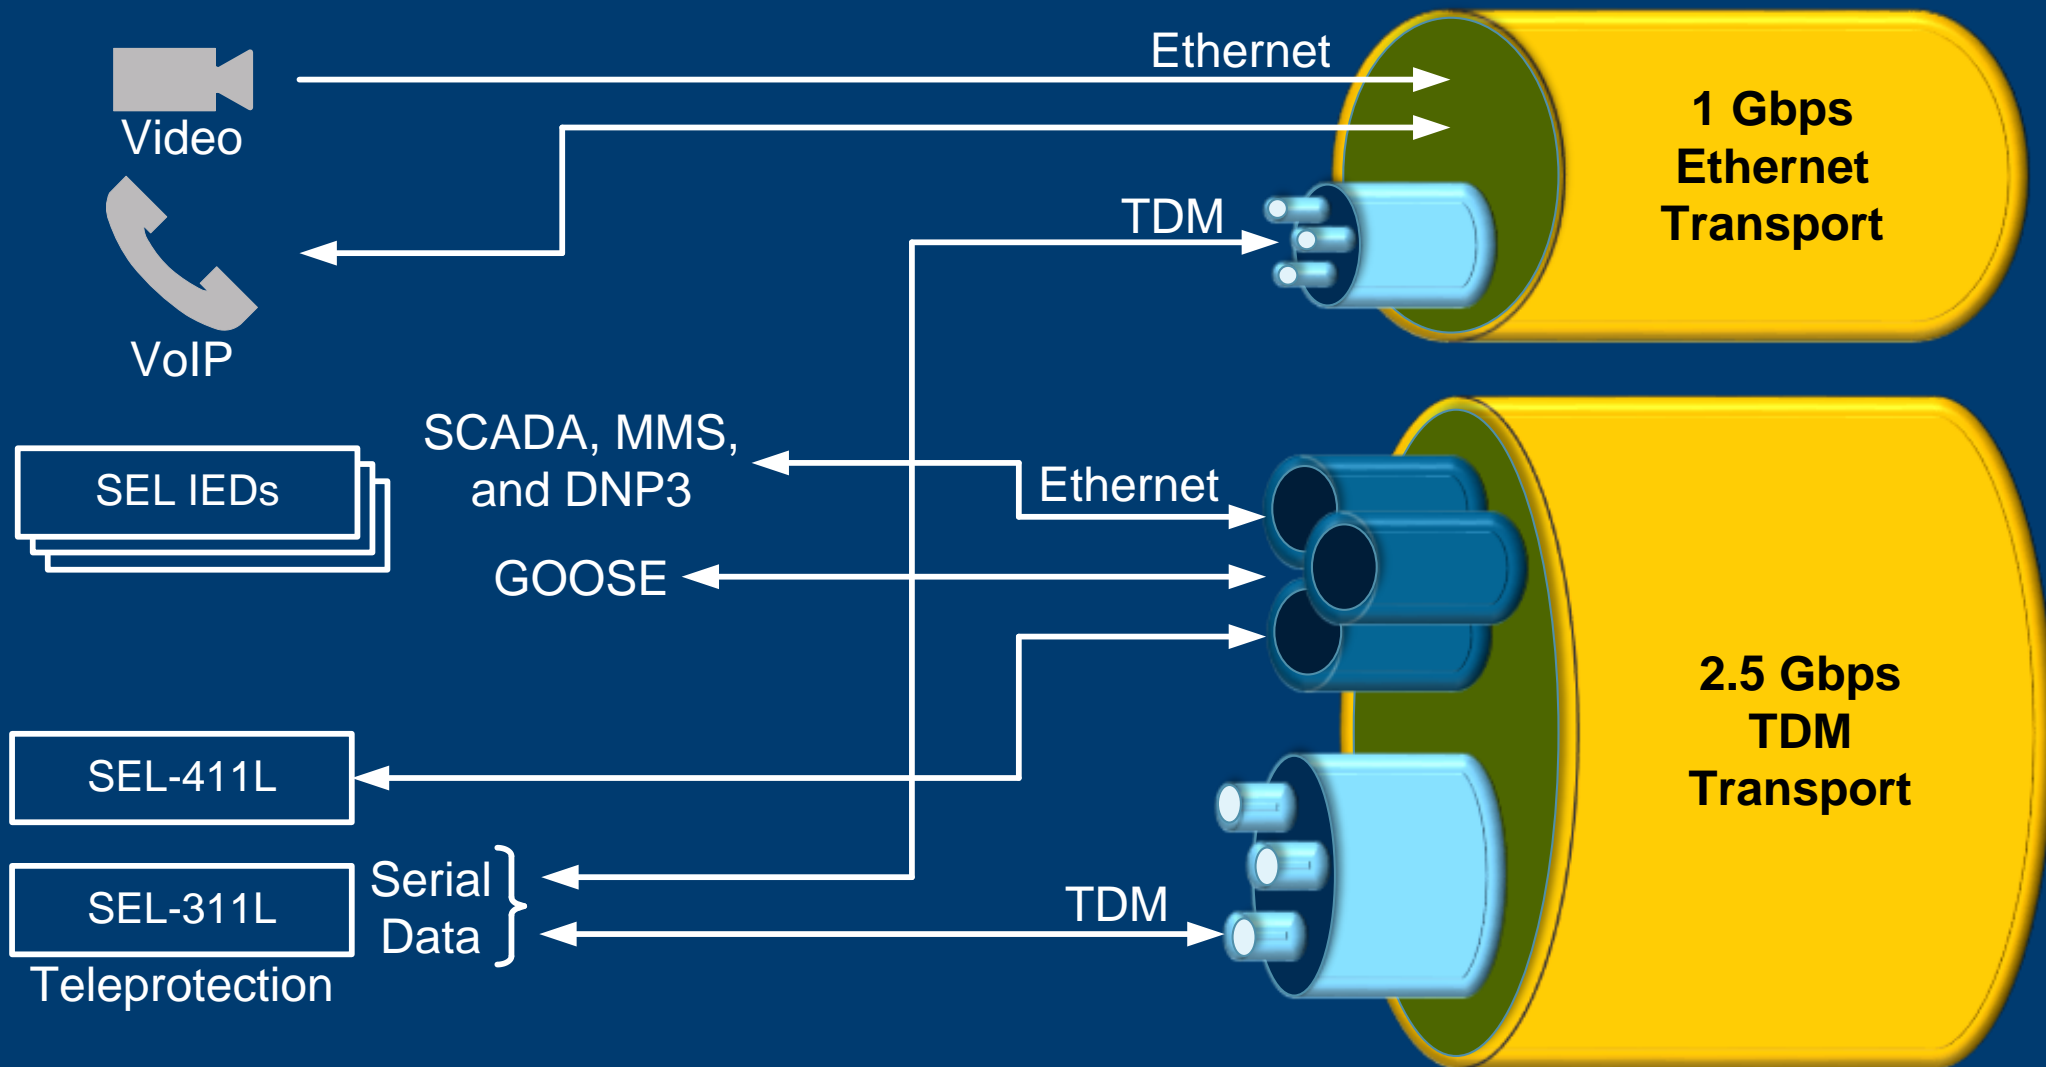 Ethernet
Video
1 Gbps
Ethernet
Transport
TDM
VoIP
SCADA, MMS,
and DNP3
SEL IEDs
Ethernet
GOOSE
2.5 Gbps
TDM
Transport
SEL-411L
SEL-311L
Serial
Data
TDM
Teleprotection